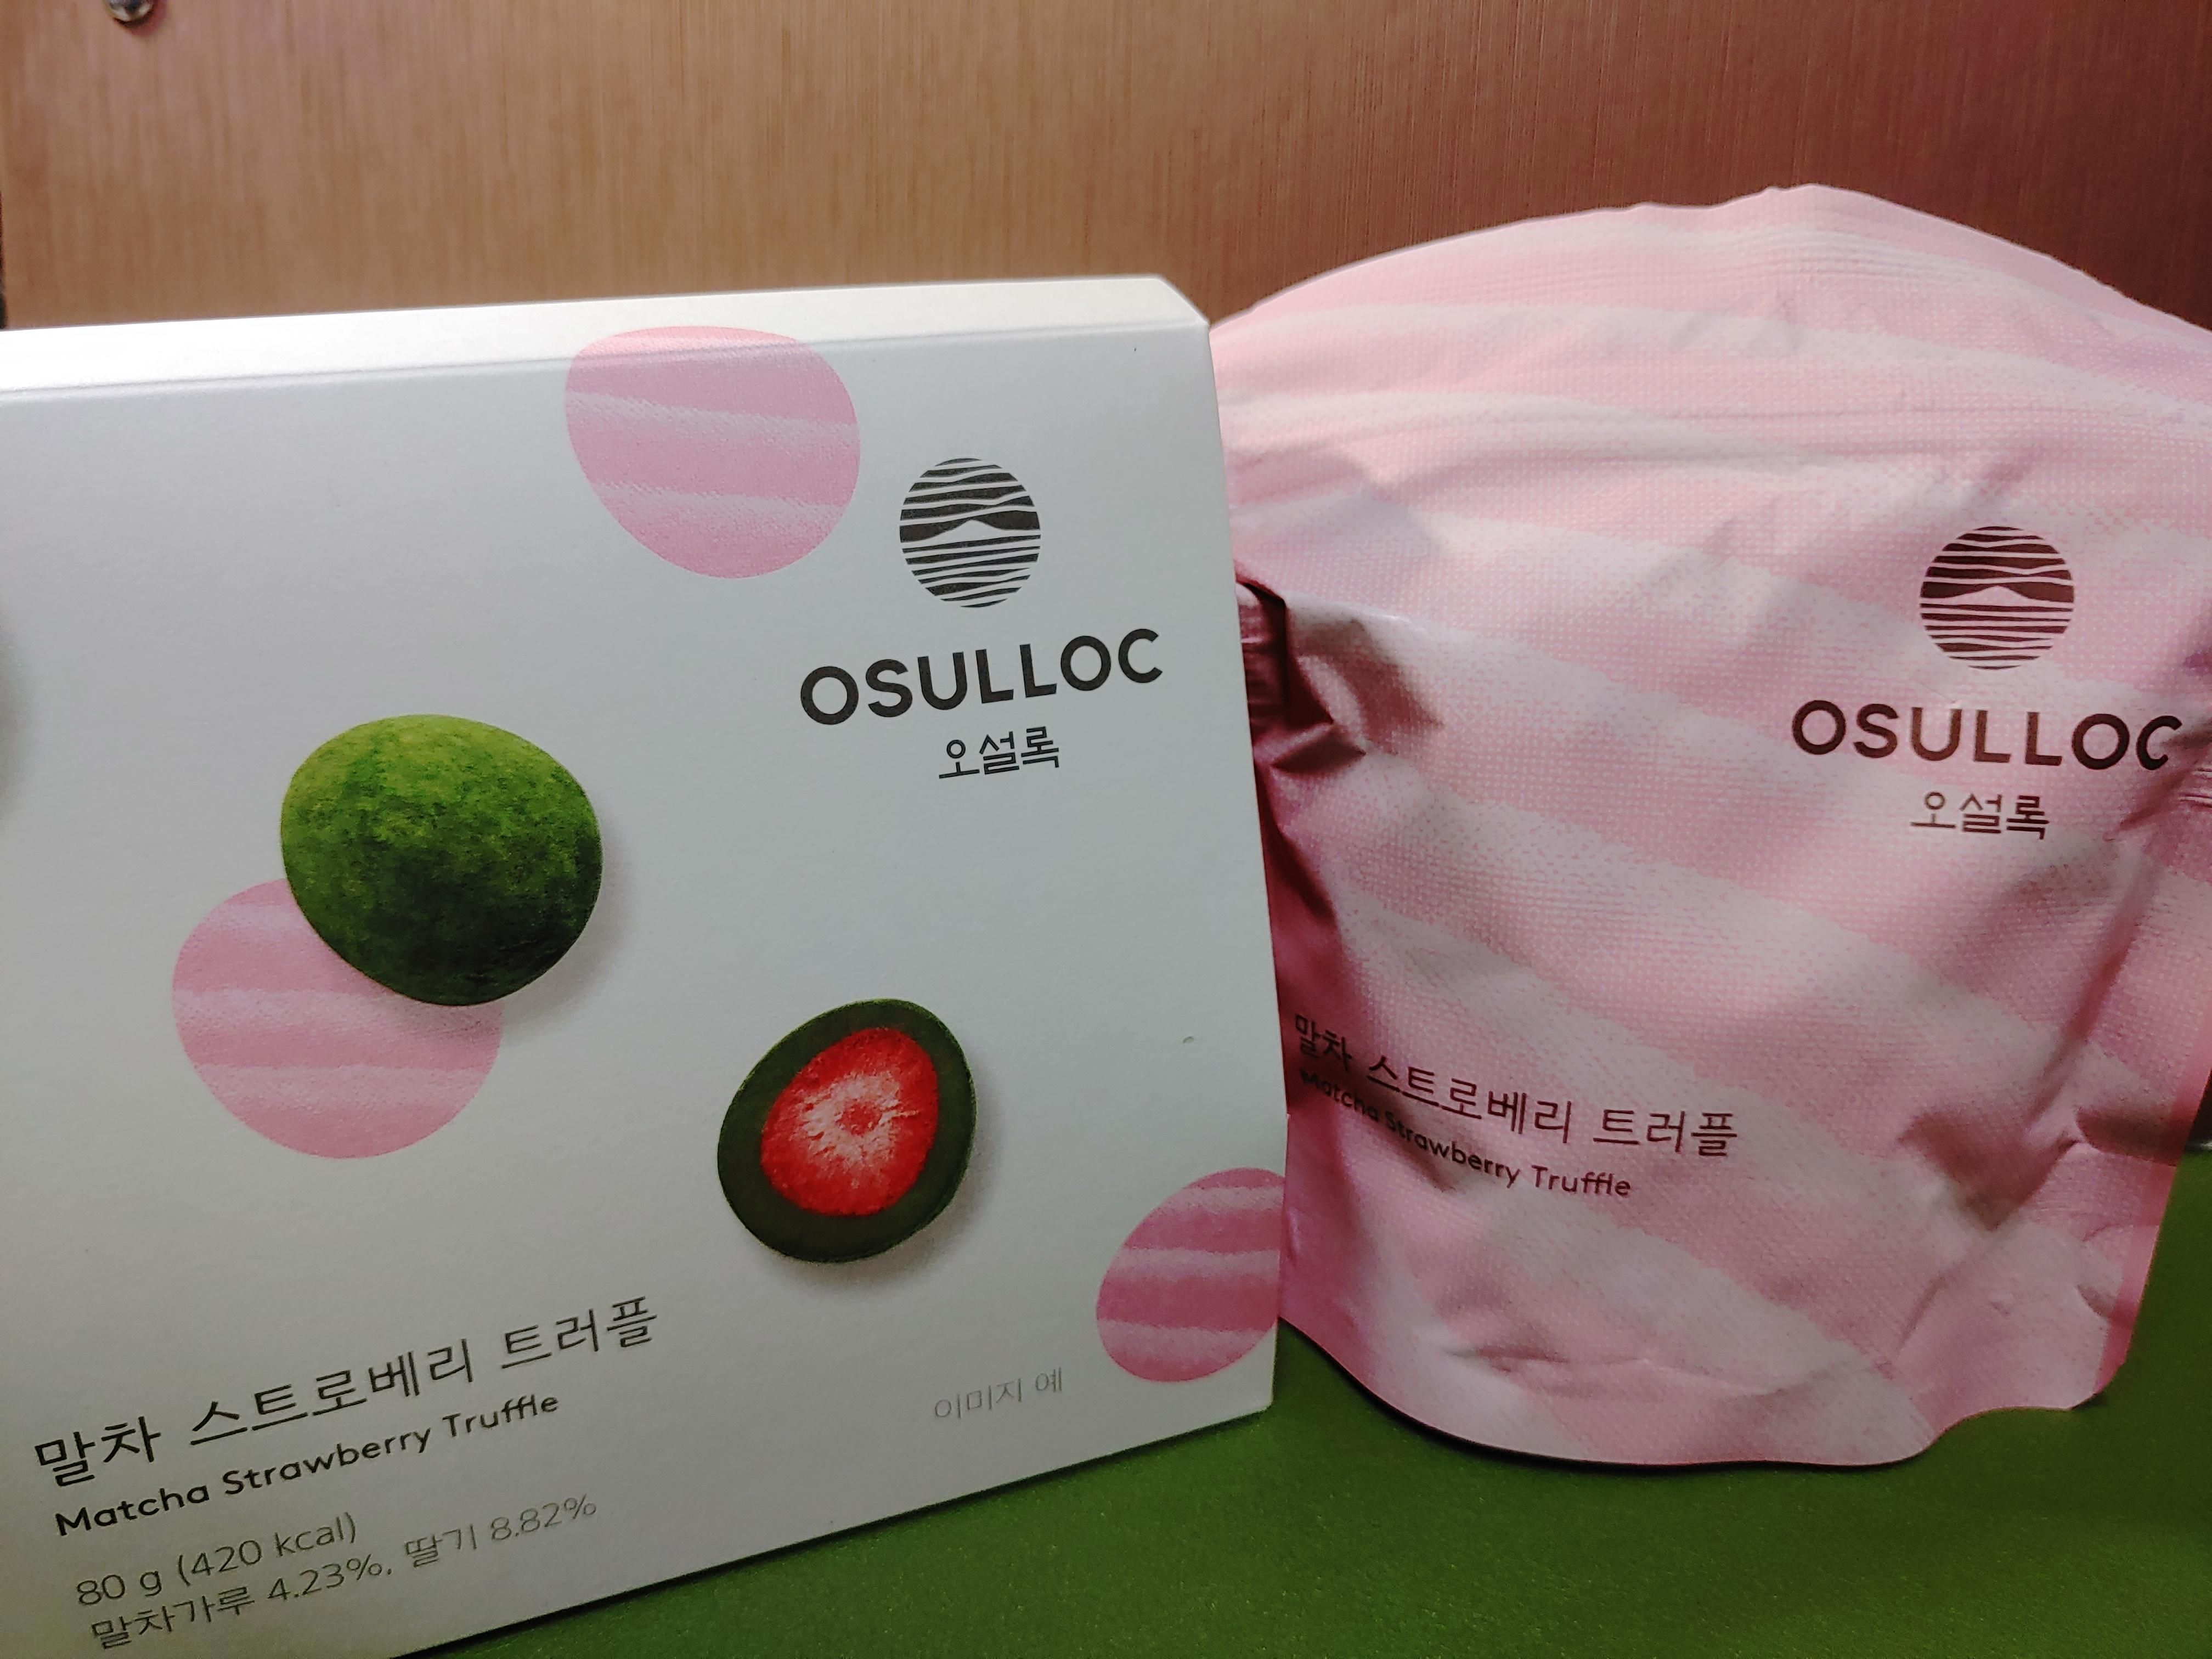 OSULLOC
오설록
말차 스트로베리 트러플
Matcha Strawberry Truffle
80 g (420 kcal)
말차가루 4.23%, 딸기 8.82%
이미지 예
OSULLOC
오설록
말차 스트로베리 트러플
Matcha Strawberry Truffle